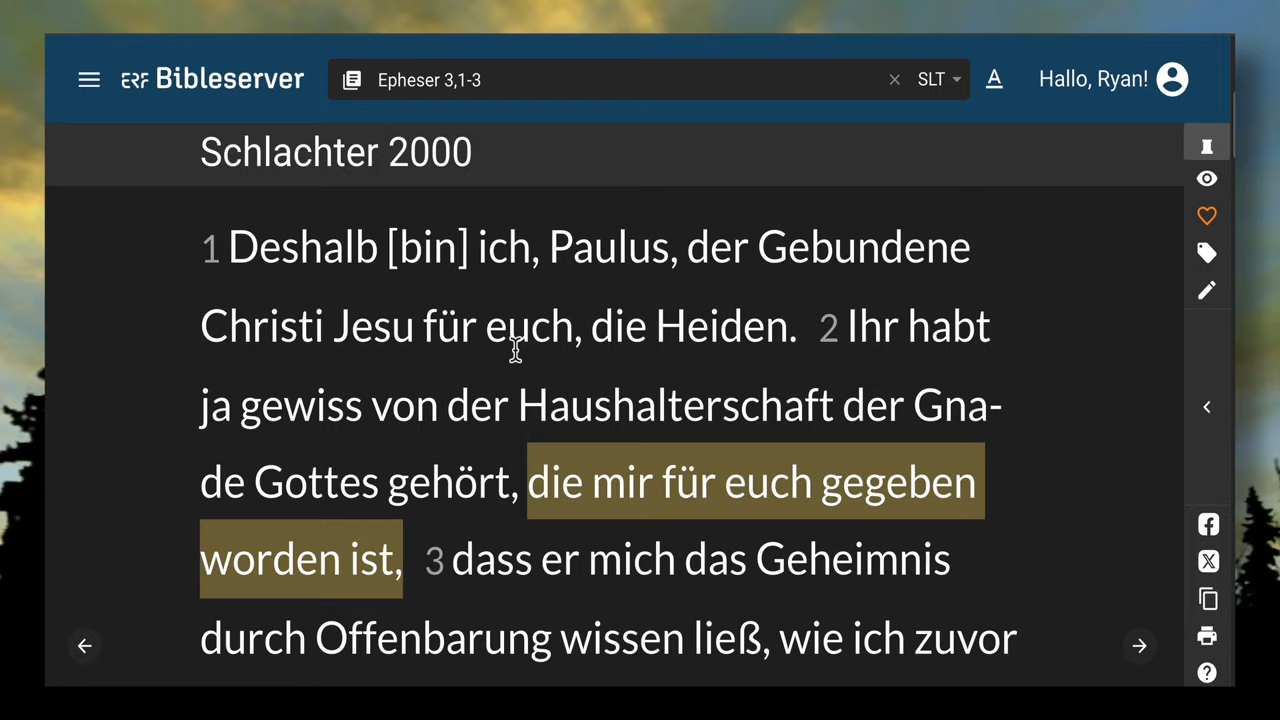 ERF Bibleserver
Epheser 3,1-3
SLT
A
Hallo, Ryan!
Schlachter 2000
1 Deshalb [bin] ich, Paulus, der Gebundene
Christi Jesu für euch, die Heiden. 2 Ihr habt
ja gewiss von der Haushalterschaft der Gna-
de Gottes gehört, die mir für euch gegeben
worden ist, 3 dass er mich das Geheimnis
durch Offenbarung wissen ließ, wie ich zuvor